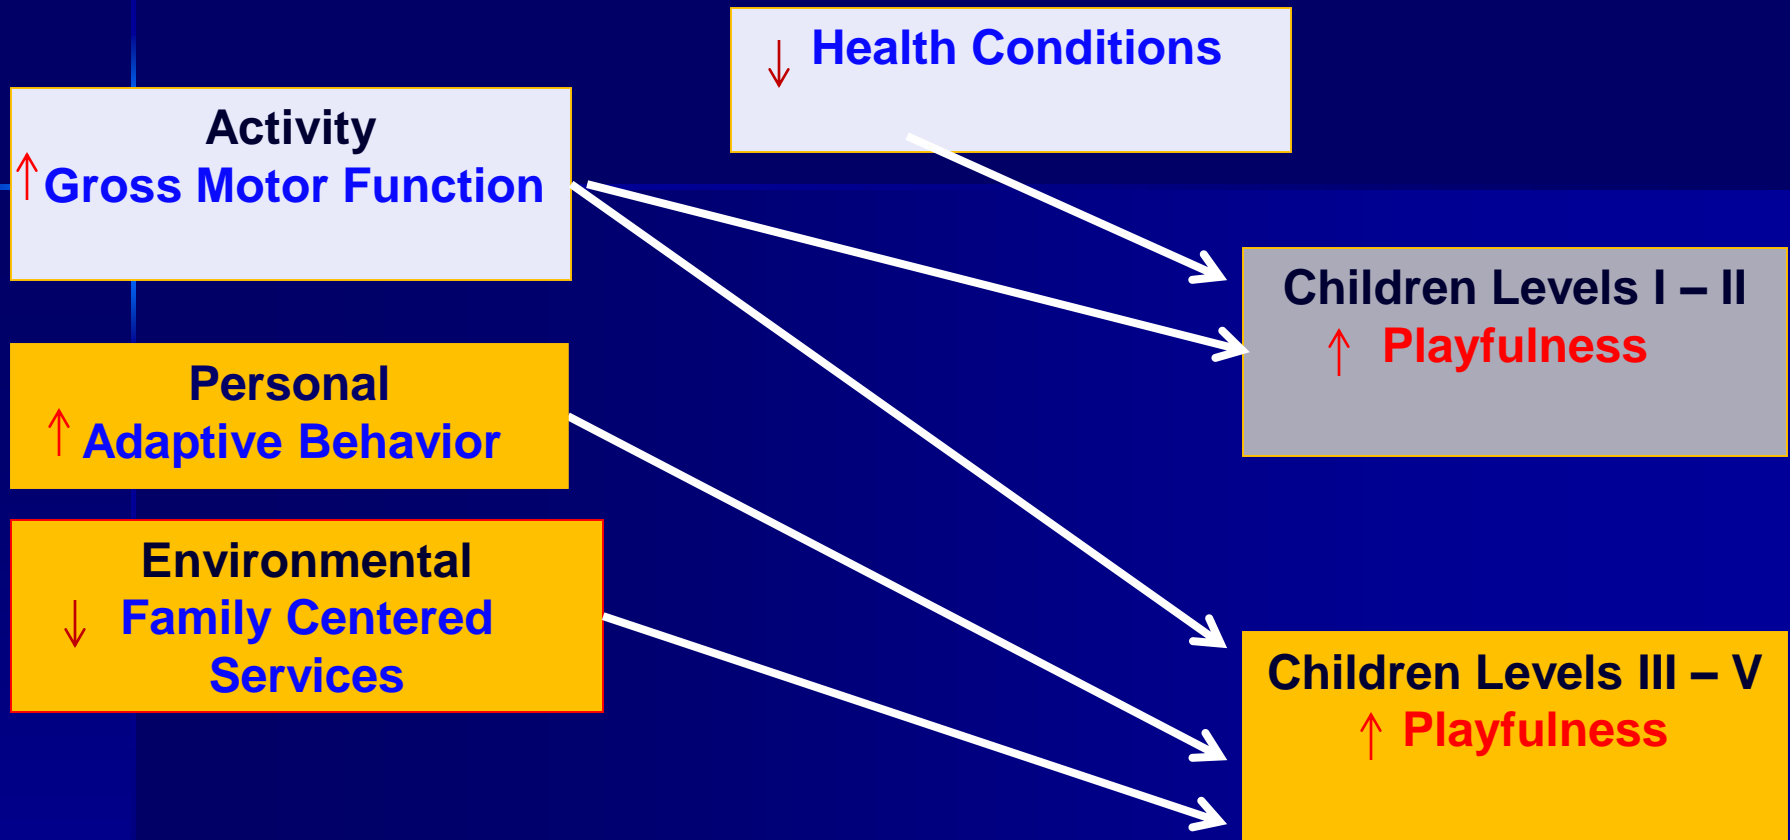 ↓ Health Conditions
Activity
↑ Gross Motor Function
Children Levels I – II
↑ Playfulness
Personal
↑ Adaptive Behavior
Environmental
↓ Family Centered
Services
Children Levels III – V
↑ Playfulness